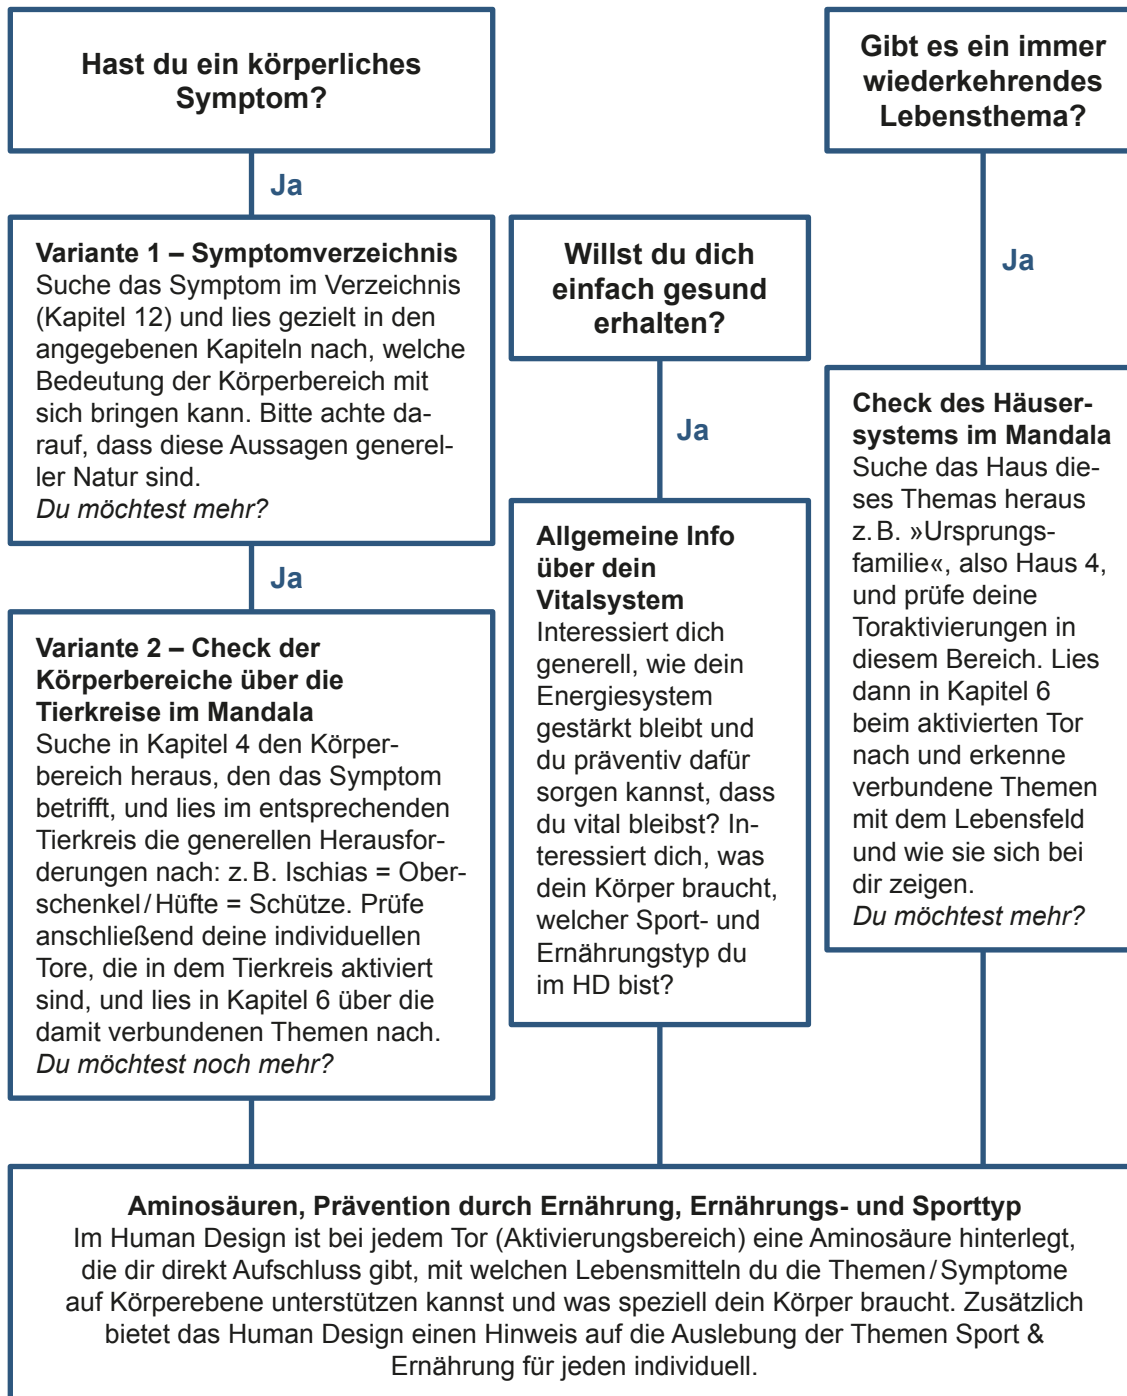 Hast du ein körperliches
Symptom?
Ja
Variante 1 – Symptomverzeichnis
Suche das Symptom im Verzeichnis
(Kapitel 12) und lies gezielt in den
angegebenen Kapiteln nach, welche
Bedeutung der Körperbereich mit
sich bringen kann. Bitte achte da-
rauf, dass diese Aussagen generel-
ler Natur sind.
Du möchtest mehr?
Ja
Variante 2 – Check der
Körperbereiche über die
Tierkreise im Mandala
Suche in Kapitel 4 den Körper-
bereich heraus, den das Symptom
betrifft, und lies im entsprechenden
Tierkreis die generellen Herausfor-
derungen nach: z. B. Ischias = Ober-
schenkel / Hüfte = Schütze. Prüfe
anschließend deine individuellen
Tore, die in dem Tierkreis aktiviert
sind, und lies in Kapitel 6 über die
damit verbundenen Themen nach.
Du möchtest noch mehr?
Willst du dich
einfach gesund
erhalten?
Ja
Allgemeine Info
über dein
Vitalsystem
Interessiert dich
generell, wie dein
Energiesystem
gestärkt bleibt und
du präventiv dafür
sorgen kannst, dass
du vital bleibst? In-
teressiert dich, was
dein Körper braucht,
welcher Sport- und
Ernährungstyp du
im HD bist?
Gibt es ein immer
wiederkehrendes
Lebensthema?
Ja
Check des Häuser-
systems im Mandala
Suche das Haus die-
ses Themas heraus
z. B. »Ursprungs-
familie«, also Haus 4,
und prüfe deine
Toraktivierungen in
diesem Bereich. Lies
dann in Kapitel 6
beim aktivierten Tor
nach und erkenne
verbundene Themen
mit dem Lebensfeld
und wie sie sich bei
dir zeigen.
Du möchtest mehr?
Aminosäuren, Prävention durch Ernährung, Ernährungs- und Sporttyp
Im Human Design ist bei jedem Tor (Aktivierungsbereich) eine Aminosäure hinterlegt,
die dir direkt Aufschluss gibt, mit welchen Lebensmitteln du die Themen / Symptome
auf Körperebene unterstützen kannst und was speziell dein Körper braucht. Zusätzlich
bietet das Human Design einen Hinweis auf die Auslebung der Themen Sport &
Ernährung für jeden individuell.